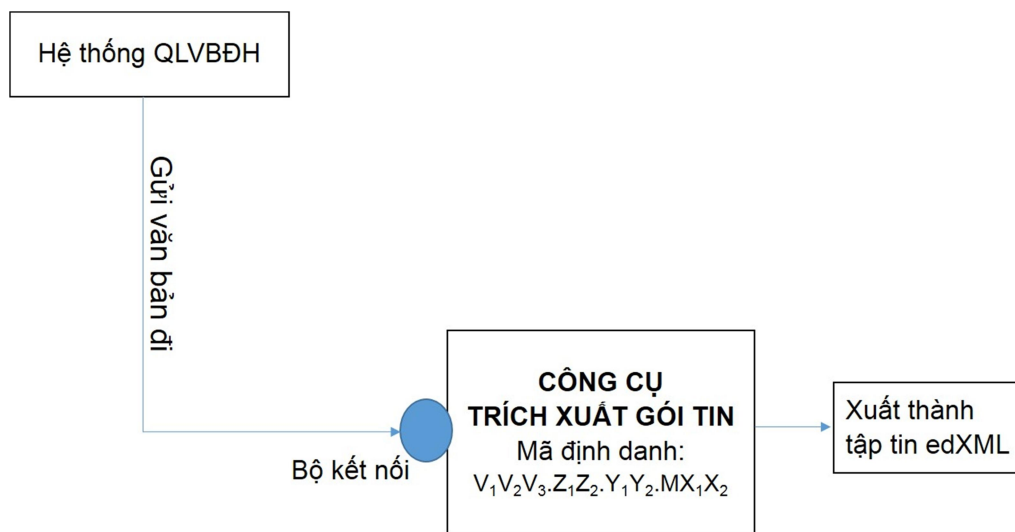 Hệ thống QLVBĐH
Gửi văn bản đi
Bộ kết nối
CÔNG CỤ
TRÍCH XUẤT GÓI TIN
Mã định danh:
V₁V₂V₃.Z₁Z₂.Y₁Y₂.MX₁X₂
Xuất thành
tập tin edXML